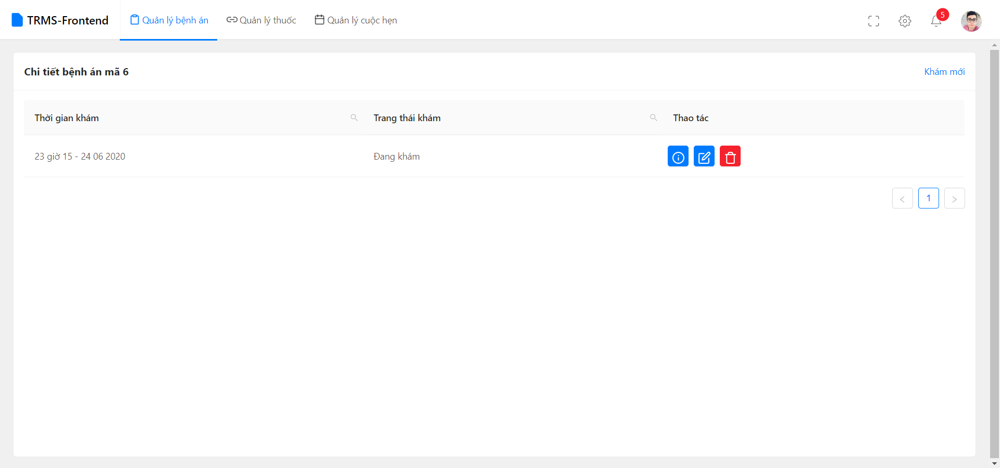 TRMS-Frontend
Quản lý bệnh án
Quản lý thuốc
Quản lý cuộc hẹn
5
Chi tiết bệnh án mã 6
Khám mới
Thời gian khám
Trang thái khám
Thao tác
23 giờ 15 - 24 06 2020
Đang khám
1